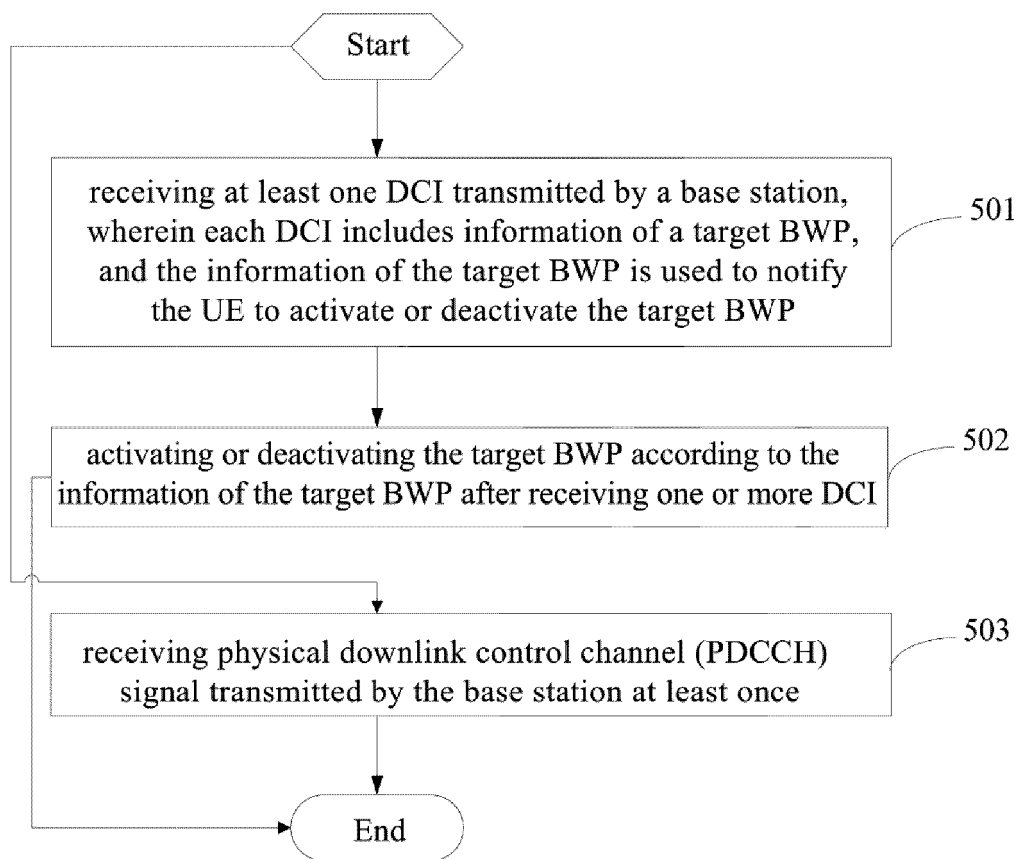 Start
receiving at least one DCI transmitted by a base station,
wherein each DCI includes information of a target BWP,
and the information of the target BWP is used to notify
the UE to activate or deactivate the target BWP
501
activating or deactivating the target BWP according to the
information of the target BWP after receiving one or more DCI
502
receiving physical downlink control channel (PDCCH)
signal transmitted by the base station at least once
503
End